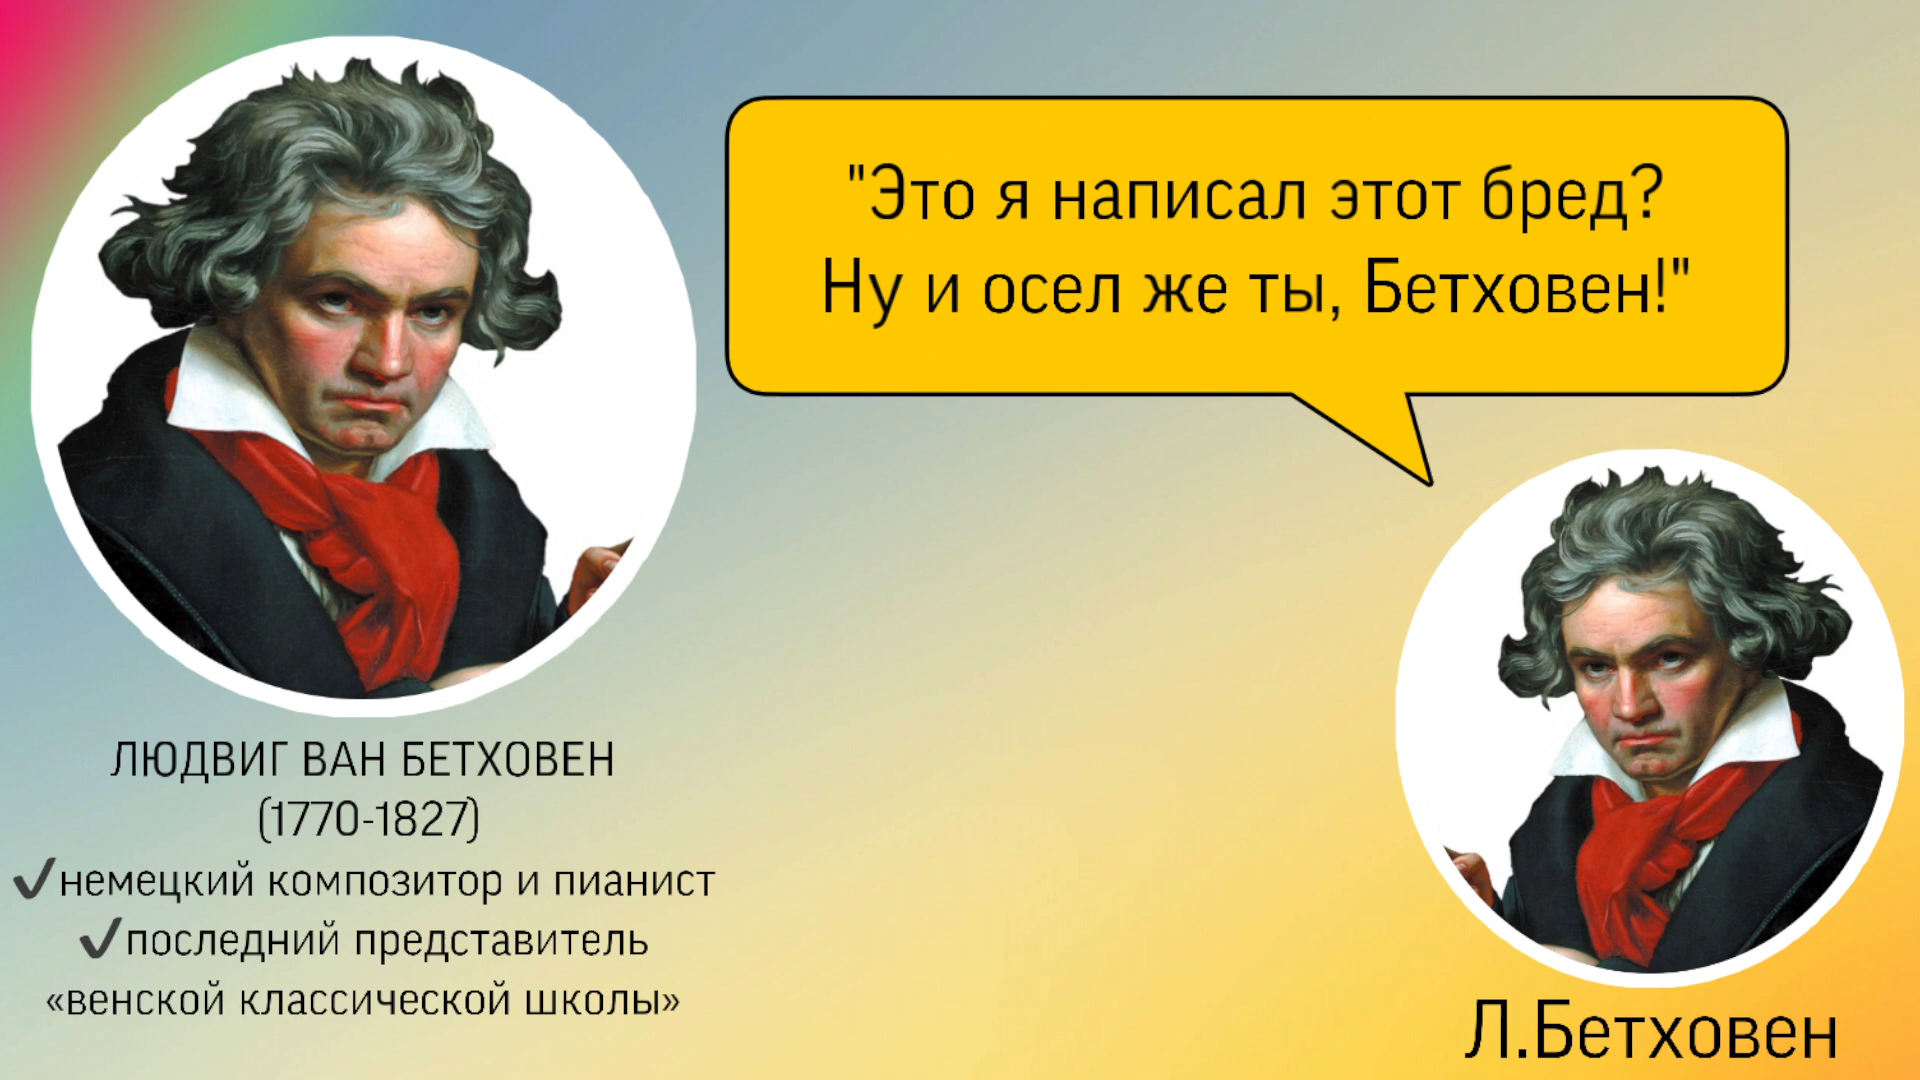 "Это я написал этот бред?
Ну и осел же ты, Бетховен!"
ЛЮДВИГ ВАН БЕТХОВЕН
(1770-1827)
✔немецкий композитор и пианист
✔последний представитель
«венской классической школы»
Л.Бетховен